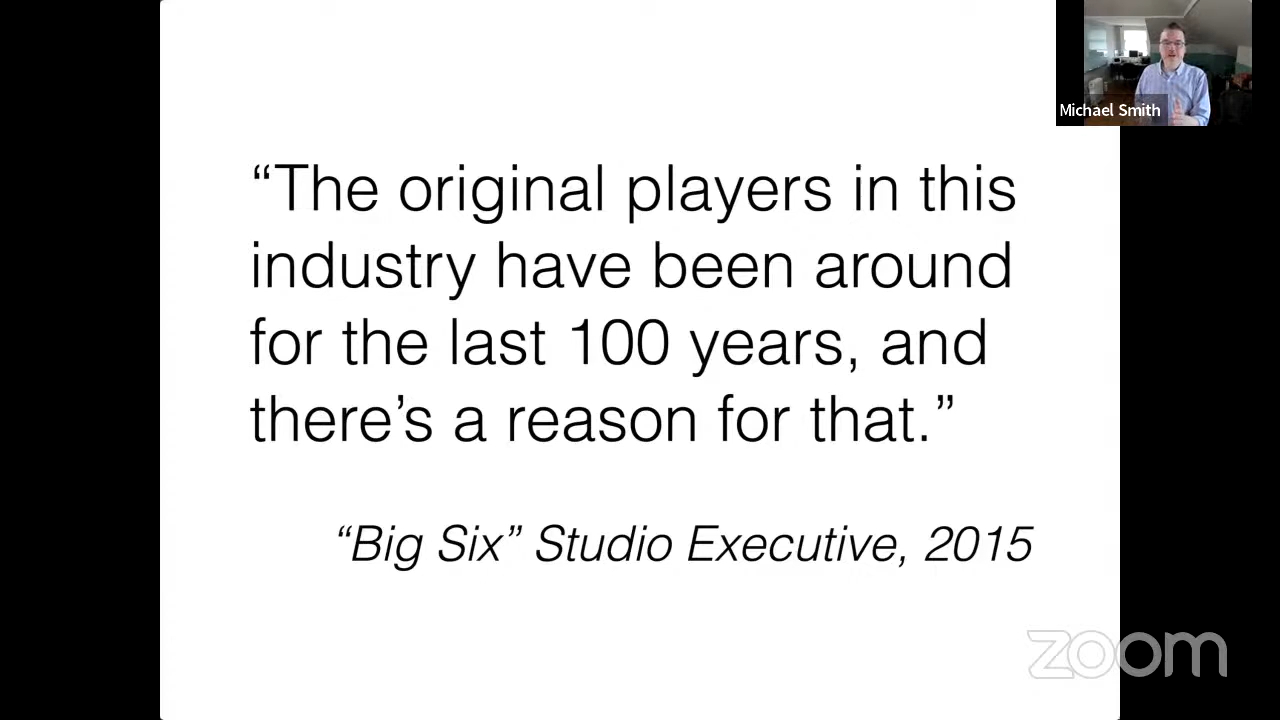 Michael Smith
“The original players in this
industry have been around
for the last 100 years, and
there’s a reason for that.”
“Big Six” Studio Executive, 2015
zoom